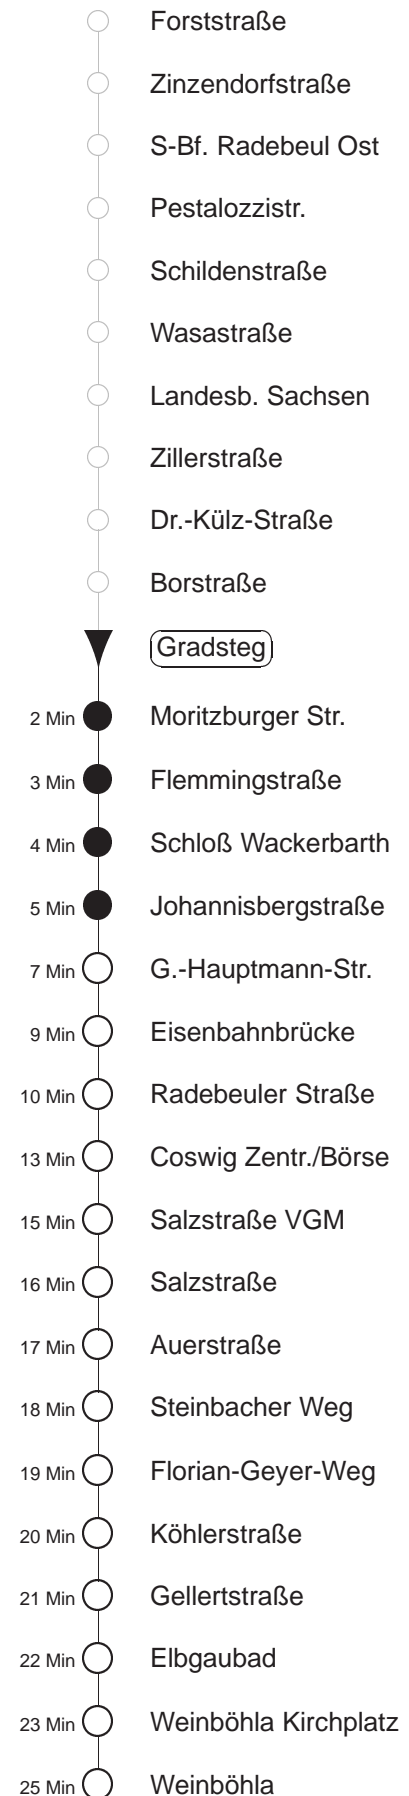 Forststraße
Zinzendorfstraße
S-Bf. Radebeul Ost
Pestalozzistr.
Schildenstraße
Wasastraße
Landesb. Sachsen
Zillerstraße
Dr.-Külz-Straße
Borstraße
Gradsteg
2 Min Moritzburger Str.
3 Min Flemmingstraße
4 Min Schloß Wackerbarth
5 Min Johannisbergstraße
7 Min G.-Hauptmann-Str.
9 Min Eisenbahnbrücke
10 Min Radebeuler Straße
13 Min Coswig Zentr./Börse
15 Min Salzstraße VGM
16 Min Salzstraße
17 Min Auerstraße
18 Min Steinbacher Weg
19 Min Florian-Geyer-Weg
20 Min Köhlerstraße
21 Min Gellertstraße
22 Min Elbgaubad
23 Min Weinböhla Kirchplatz
25 Min Weinböhla